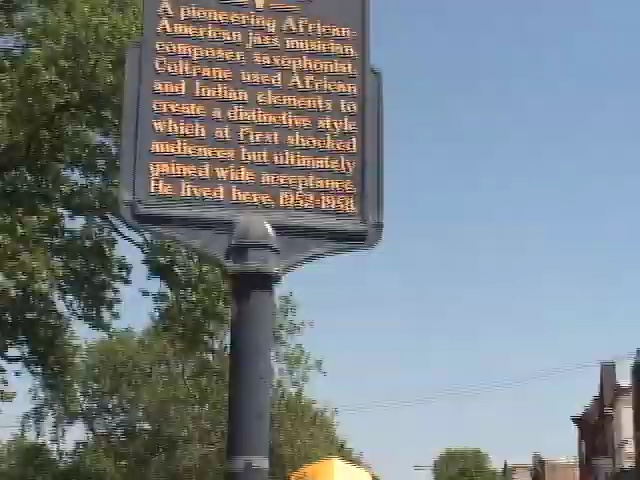 A pioneering African-
American jazz musician,
composer, saxophonist.
Coltrane used African
and Indian elements to
create a distinctive style
which at first shocked
audiences but ultimately
gained wide acceptance.
He lived here, 1952-1958.